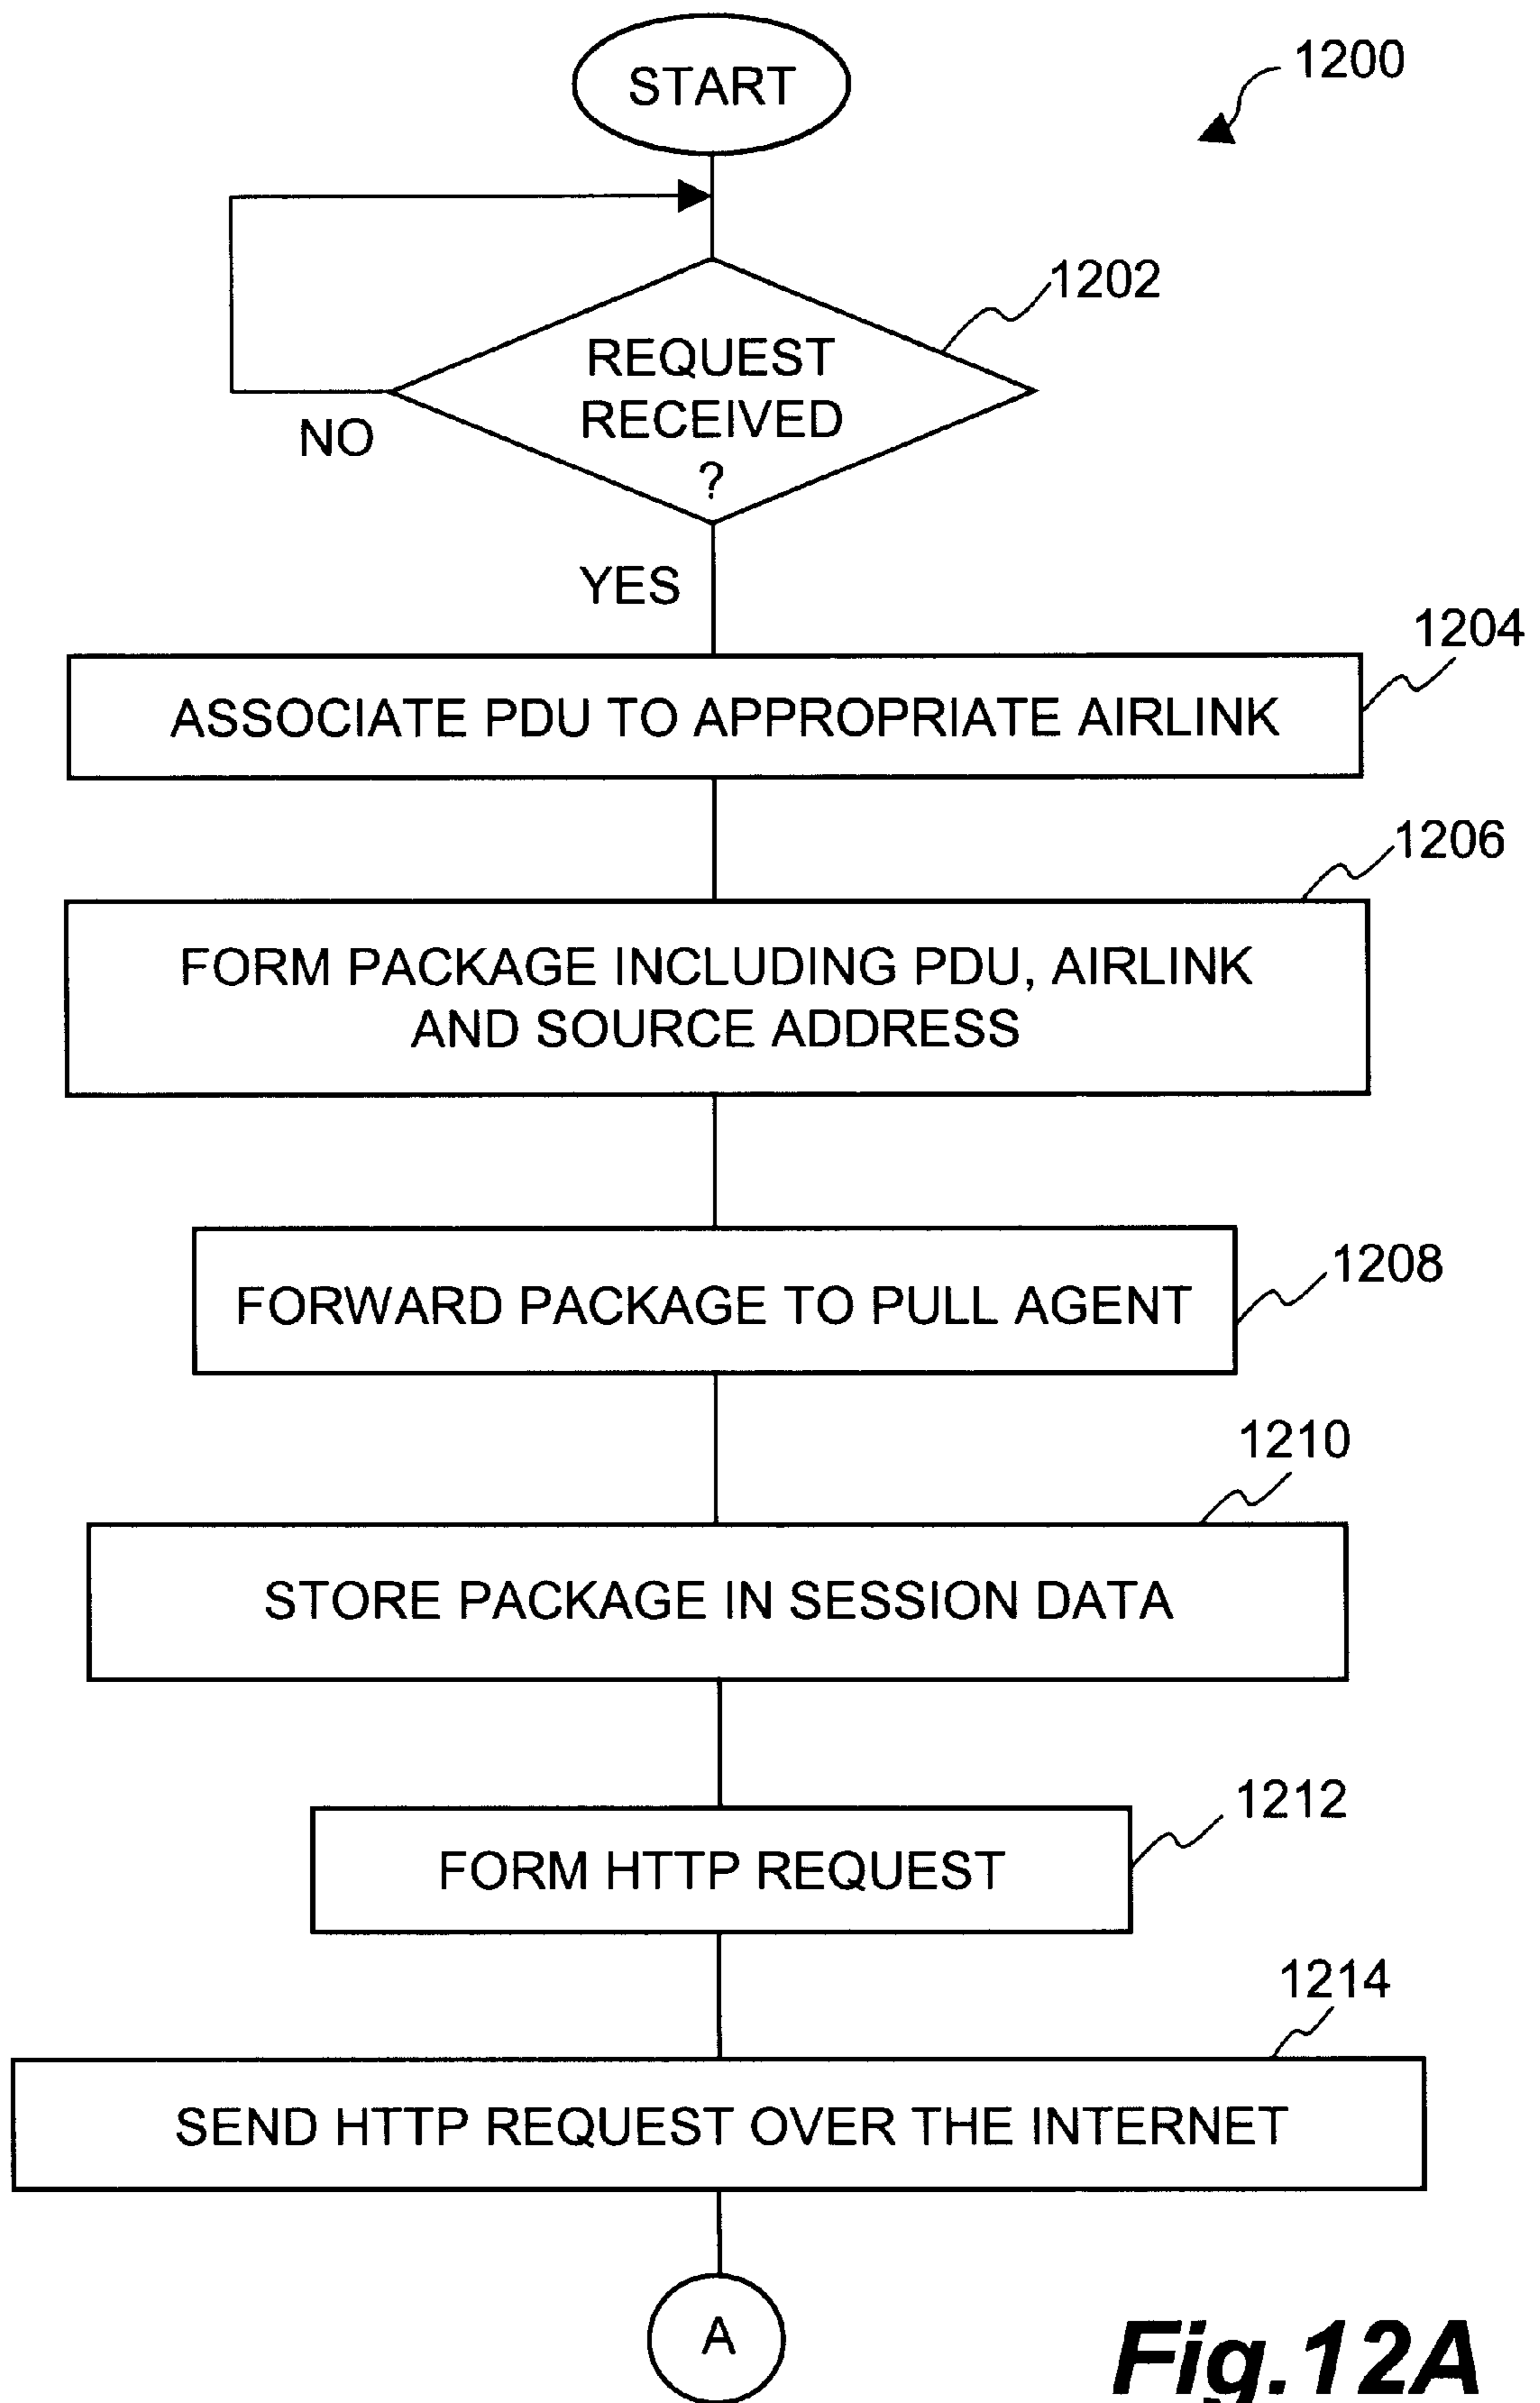 START
1200
1202
REQUEST
RECEIVED
?
NO
YES
1204
ASSOCIATE PDU TO APPROPRIATE AIRLINK
1206
FORM PACKAGE INCLUDING PDU, AIRLINK
AND SOURCE ADDRESS
1208
FORWARD PACKAGE TO PULL AGENT
1210
STORE PACKAGE IN SESSION DATA
1212
FORM HTTP REQUEST
1214
SEND HTTP REQUEST OVER THE INTERNET
A
Fig.12A